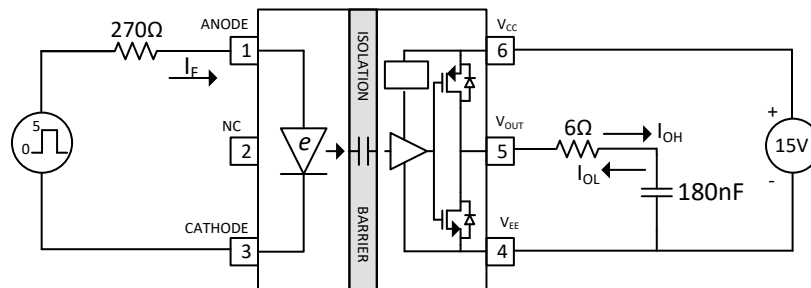 270Ω
ANODE
1
I_F
NC
2
CATHODE
3
5
0
e
ISOLATION
BARRIER
V_CC
6
V_OUT
5
V_EE
4
6Ω
I_OH
I_OL
180nF
+
15V
-